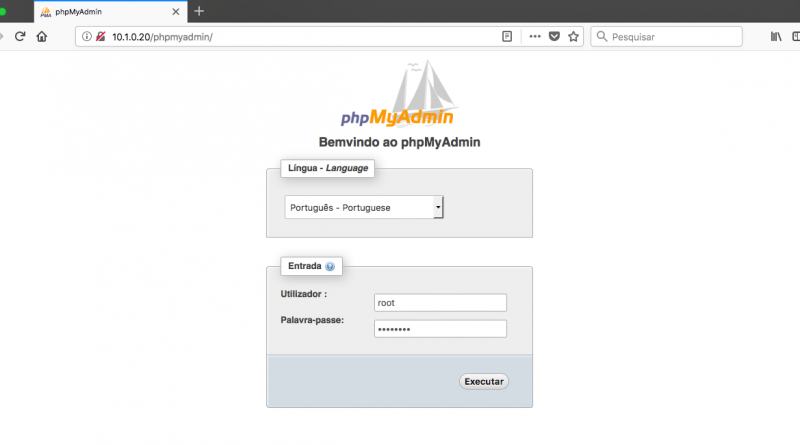 phpMyAdmin
10.1.0.20/phpmyadmin/
Pesquisar
phpMyAdmin
Bemvindo ao phpMyAdmin
Língua - Language
Português - Portuguese
Entrada
Utilizador :
root
Palavra-passe:
••••••••
Executar